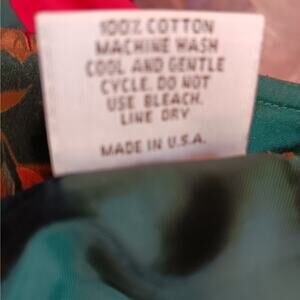 100% COTTON
MACHINE WASH
COOL AND GENTLE
CYCLE. DO NOT
USE BLEACH.
LINE DRY
MADE IN U.S.A.